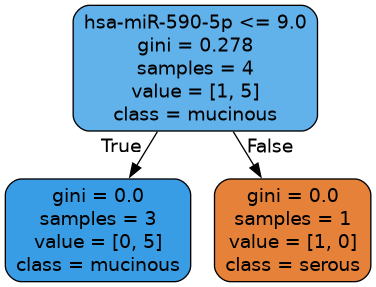 hsa-miR-590-5p <= 9.0
gini = 0.278
samples = 4
value = [1, 5]
class = mucinous
True
False
gini = 0.0
samples = 3
value = [0, 5]
class = mucinous
gini = 0.0
samples = 1
value = [1, 0]
class = serous